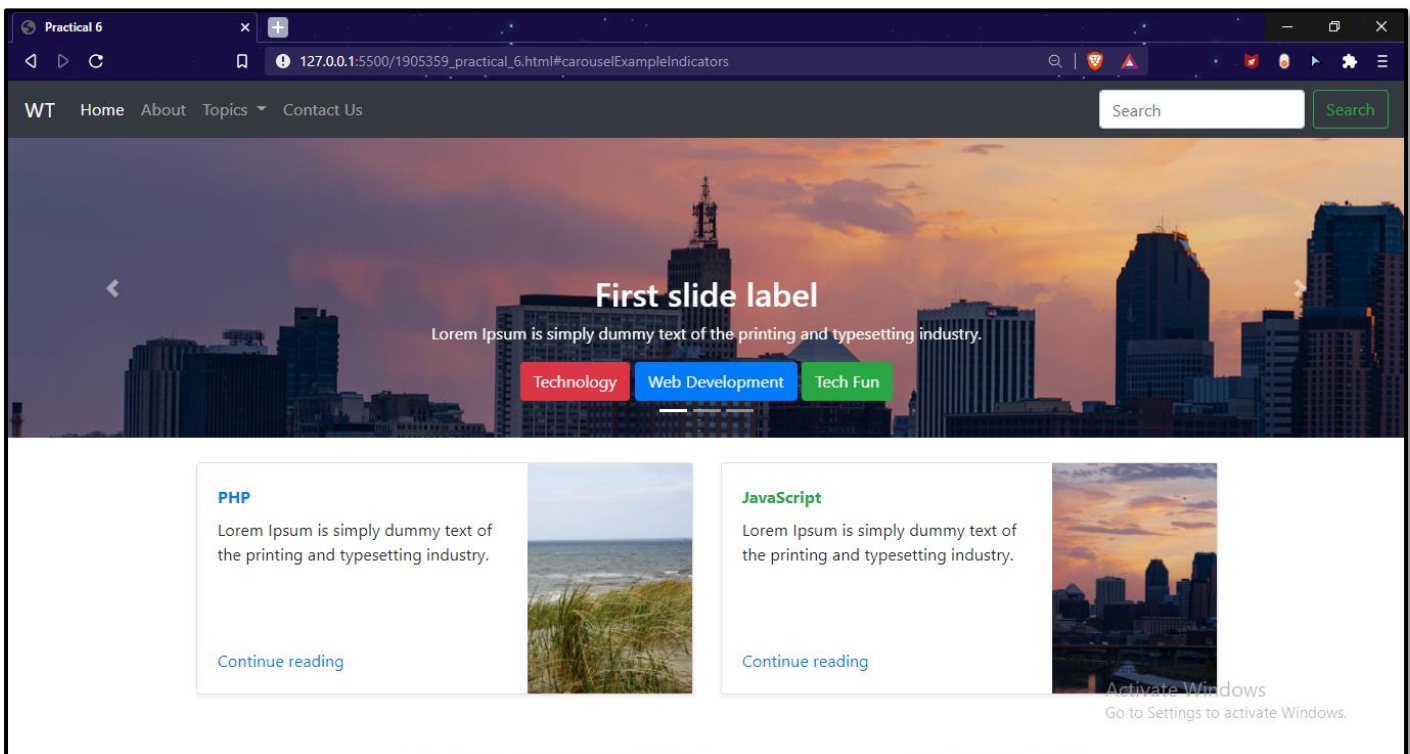 Practical 6
127.0.0.1:5500/1905359_practical_6.html#carouselExampleIndicators
WT Home About Topics Contact Us Search Search
First slide label
Lorem Ipsum is simply dummy text of the printing and typesetting industry.
Technology Web Development Tech Fun
PHP
Lorem Ipsum is simply dummy text of
the printing and typesetting industry.
Continue reading
JavaScript
Lorem Ipsum is simply dummy text of
the printing and typesetting industry.
Continue reading
Activate Windows
Go to Settings to activate Windows.